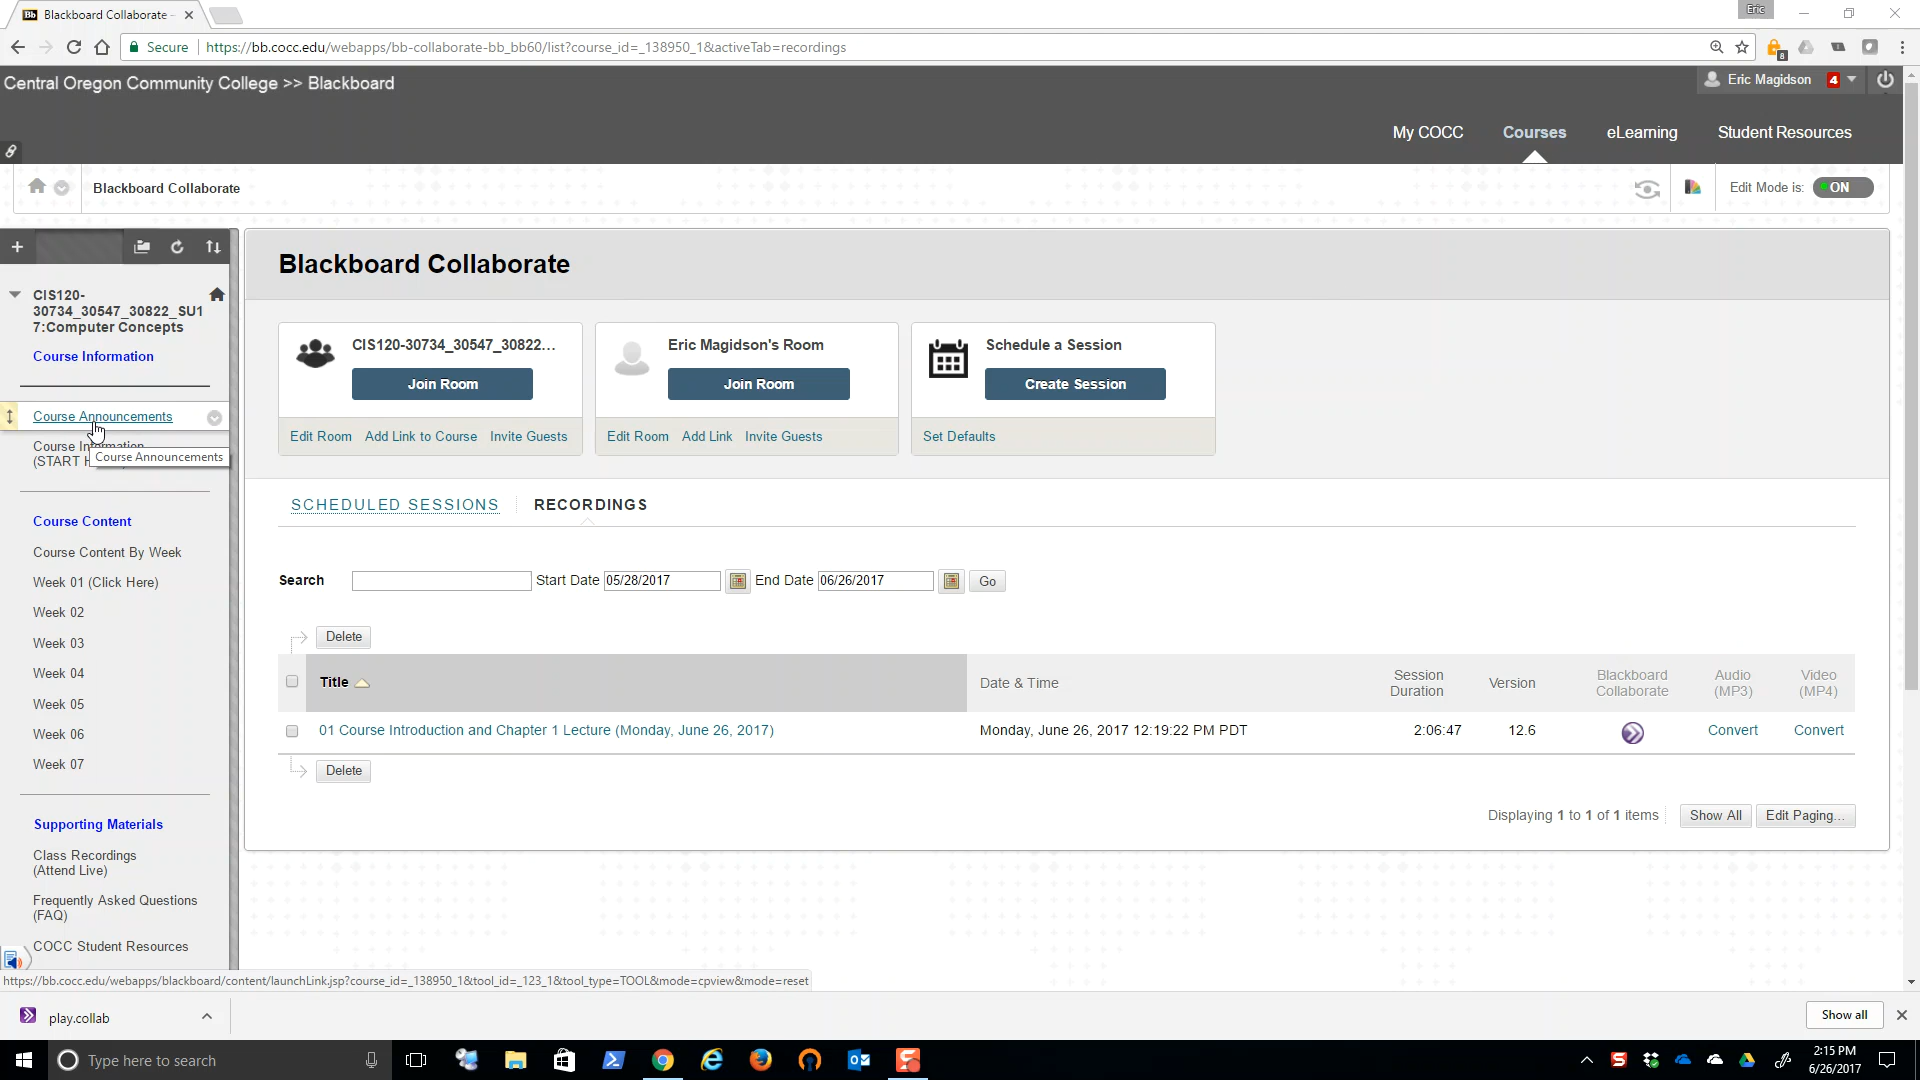 Blackboard Collaborate -
Eric
Secure
https://bb.cocc.edu/webapps/bb-collaborate-bb_bb60/list?course_id=_138950_1&activeTab=recordings
8
Central Oregon Community College >> Blackboard
Eric Magidson 4
My COCC Courses eLearning Student Resources
Blackboard Collaborate
Edit Mode is: ON
CIS120-
30734_30547_30822_SU1
7:Computer Concepts
Course Information
Course Announcements
Course Information
(START H
Course Announcements
Course Content
Course Content By Week
Week 01 (Click Here)
Week 02
Week 03
Week 04
Week 05
Week 06
Week 07
Supporting Materials
Class Recordings
(Attend Live)
Frequently Asked Questions
(FAQ)
COCC Student Resources
Blackboard Collaborate
CIS120-30734_30547_30822...
Join Room
Edit Room Add Link to Course Invite Guests
Eric Magidson's Room
Join Room
Edit Room Add Link Invite Guests
Schedule a Session
Create Session
Set Defaults
SCHEDULED SESSIONS RECORDINGS
Search Start Date 05/28/2017 End Date 06/26/2017 Go
Delete
Title Date & Time Session Duration Version Blackboard Collaborate Audio (MP3) Video (MP4)
01 Course Introduction and Chapter 1 Lecture (Monday, June 26, 2017) Monday, June 26, 2017 12:19:22 PM PDT 2:06:47 12.6 Convert Convert
Delete
Displaying 1 to 1 of 1 items Show All Edit Paging...
https://bb.cocc.edu/webapps/blackboard/content/launchLink.jsp?course_id=_138950_1&tool_id=_123_1&tool_type=TOOL&mode=cpview&mode=reset
play.collab
Show all
Type here to search
2:15 PM
6/26/2017